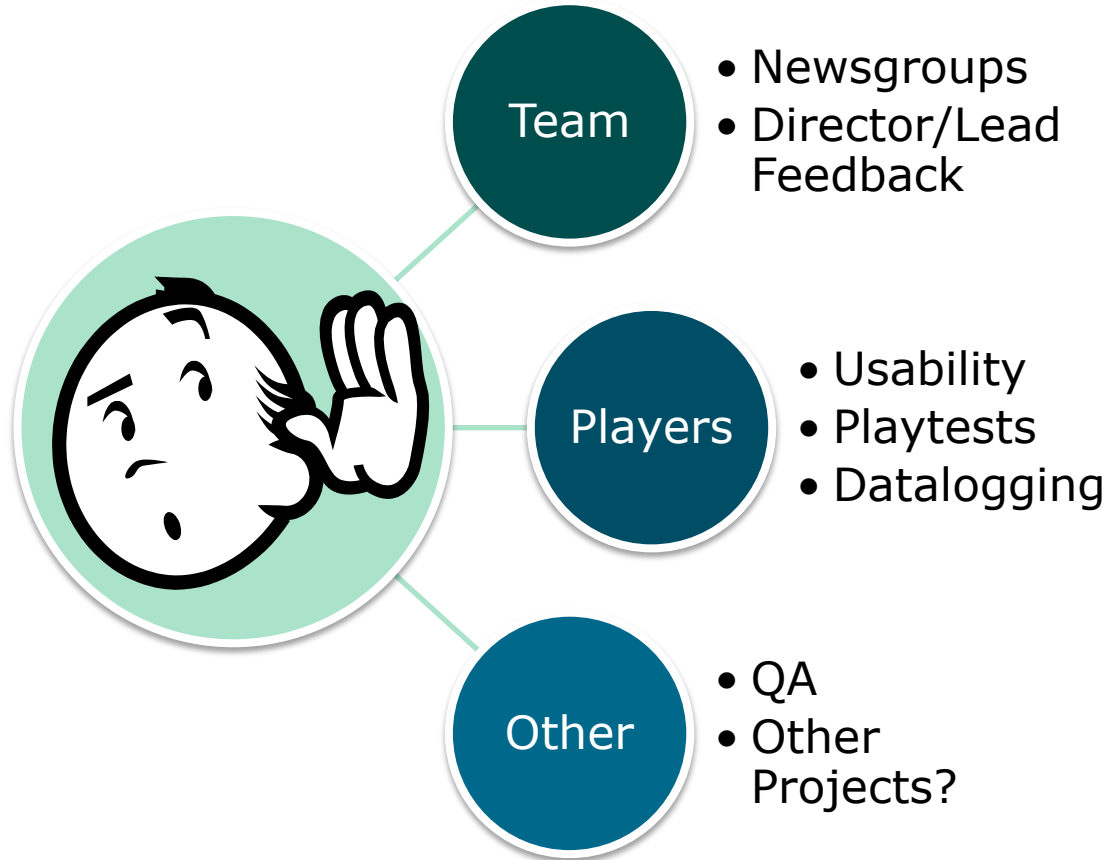 Team
• Newsgroups
• Director/Lead
Feedback
Players
• Usability
• Playtests
• Datalogging
Other
• QA
• Other
Projects?